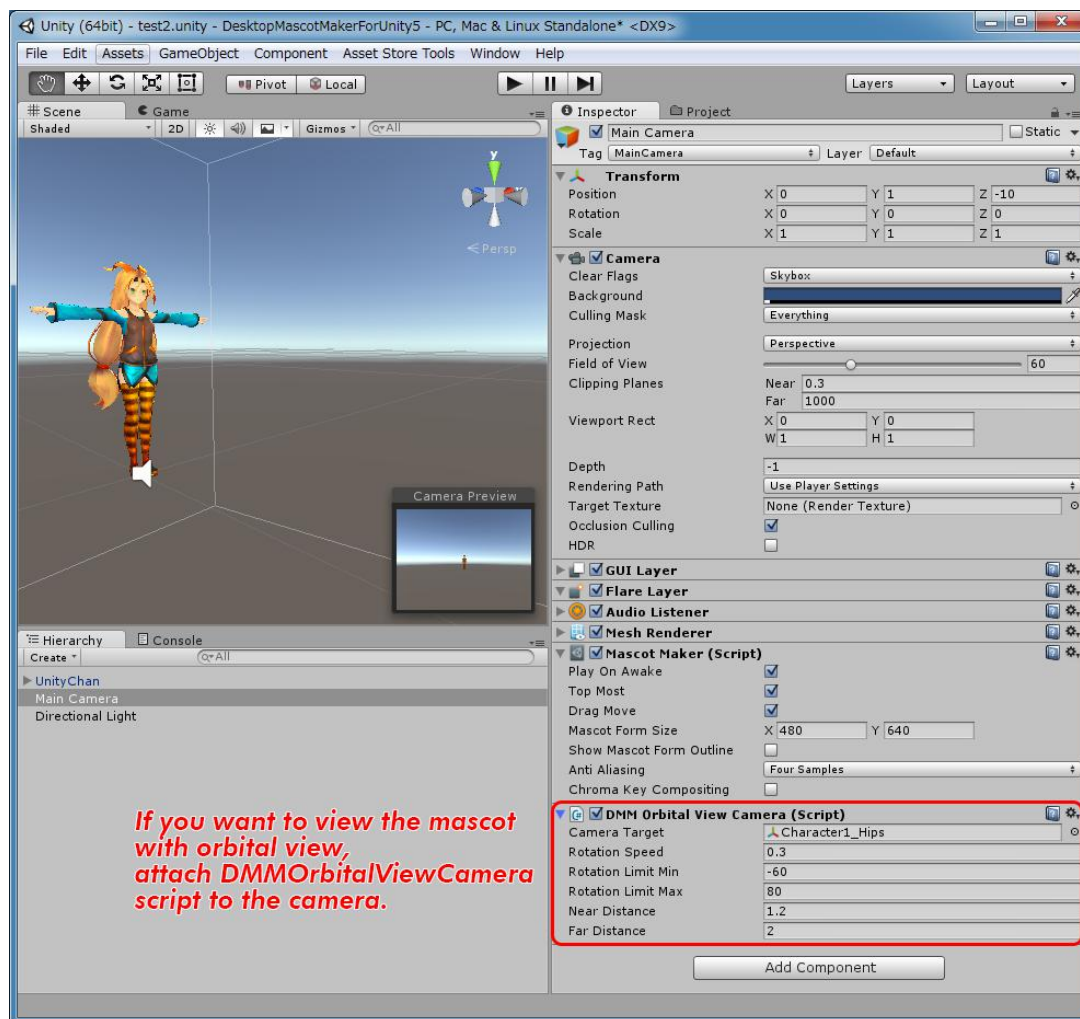 Unity (64bit) - test2.unity - DesktopMascotMakerForUnity5 - PC, Mac & Linux Standalone* <DX9>
File Edit Assets GameObject Component Asset Store Tools Window Help
Pivot Local Layers Layout
Scene Game
Shaded 2D Gizmos All
y
Persp
Camera Preview
Hierarchy Console
Create All
UnityChan
Main Camera
Directional Light
If you want to view the mascot
with orbital view,
attach DMMOrbitalViewCamera
script to the camera.
Inspector Project
Main Camera Static
Tag MainCamera Layer Default
Transform
Position X 0 Y 1 Z -10
Rotation X 0 Y 0 Z 0
Scale X 1 Y 1 Z 1
Camera
Clear Flags Skybox
Background
Culling Mask Everything
Projection Perspective
Field of View 60
Clipping Planes Near 0.3
Far 1000
Viewport Rect X 0 Y 0
W 1 H 1
Depth -1
Rendering Path Use Player Settings
Target Texture None (Render Texture)
Occlusion Culling
HDR
GUI Layer
Flare Layer
Audio Listener
Mesh Renderer
Mascot Maker (Script)
Play On Awake
Top Most
Drag Move
Mascot Form Size X 480 Y 640
Show Mascot Form Outline
Anti Aliasing Four Samples
Chroma Key Compositing
DMM Orbital View Camera (Script)
Camera Target Character1_Hips
Rotation Speed 0.3
Rotation Limit Min -60
Rotation Limit Max 80
Near Distance 1.2
Far Distance 2
Add Component